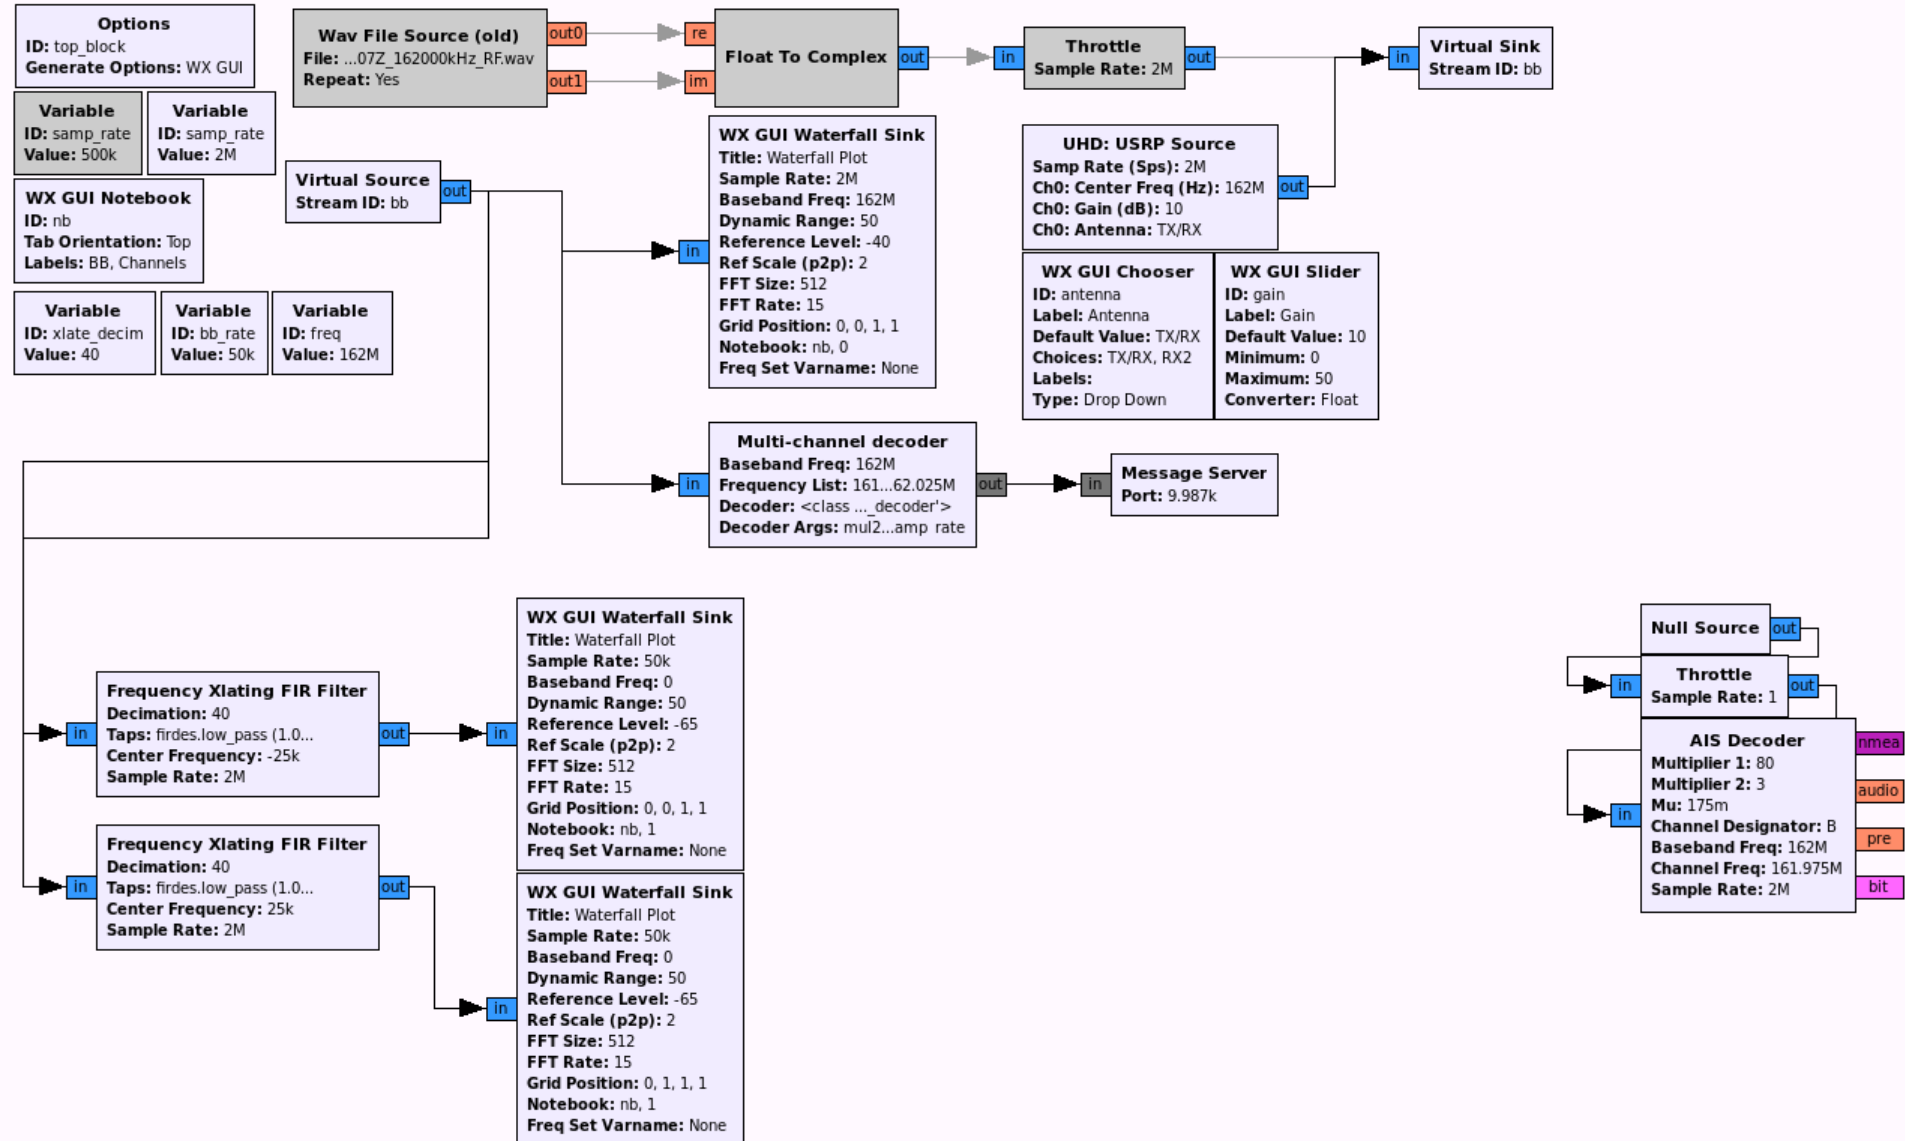 Options
ID: top_block
Generate Options: WX GUI
Variable
ID: samp_rate
Value: 500k
Variable
ID: samp_rate
Value: 2M
WX GUI Notebook
ID: nb
Tab Orientation: Top
Labels: BB, Channels
Variable
ID: xlate_decim
Value: 40
Variable
ID: bb_rate
Value: 50k
Variable
ID: freq
Value: 162M
Wav File Source (old)
File: ...07Z_162000kHz_RF.wav
Repeat: Yes
out0
out1
re
im
Float To Complex
out
in
Throttle
Sample Rate: 2M
out
in
Virtual Sink
Stream ID: bb
Virtual Source
Stream ID: bb
out
in
WX GUI Waterfall Sink
Title: Waterfall Plot
Sample Rate: 2M
Baseband Freq: 162M
Dynamic Range: 50
Reference Level: -40
Ref Scale (p2p): 2
FFT Size: 512
FFT Rate: 15
Grid Position: 0, 0, 1, 1
Notebook: nb, 0
Freq Set Varname: None
UHD: USRP Source
Samp Rate (Sps): 2M
Ch0: Center Freq (Hz): 162M
Ch0: Gain (dB): 10
Ch0: Antenna: TX/RX
out
WX GUI Chooser
ID: antenna
Label: Antenna
Default Value: TX/RX
Choices: TX/RX, RX2
Labels:
Type: Drop Down
WX GUI Slider
ID: gain
Label: Gain
Default Value: 10
Minimum: 0
Maximum: 50
Converter: Float
in
Multi-channel decoder
Baseband Freq: 162M
Frequency List: 161...62.025M
Decoder: <class ..._decoder'>
Decoder Args: mul2...amp_rate
out
in
Message Server
Port: 9.987k
in
Frequency Xlating FIR Filter
Decimation: 40
Taps: firdes.low_pass (1.0...
Center Frequency: -25k
Sample Rate: 2M
out
in
WX GUI Waterfall Sink
Title: Waterfall Plot
Sample Rate: 50k
Baseband Freq: 0
Dynamic Range: 50
Reference Level: -65
Ref Scale (p2p): 2
FFT Size: 512
FFT Rate: 15
Grid Position: 0, 0, 1, 1
Notebook: nb, 1
Freq Set Varname: None
in
Frequency Xlating FIR Filter
Decimation: 40
Taps: firdes.low_pass (1.0...
Center Frequency: 25k
Sample Rate: 2M
out
in
WX GUI Waterfall Sink
Title: Waterfall Plot
Sample Rate: 50k
Baseband Freq: 0
Dynamic Range: 50
Reference Level: -65
Ref Scale (p2p): 2
FFT Size: 512
FFT Rate: 15
Grid Position: 0, 1, 1, 1
Notebook: nb, 1
Freq Set Varname: None
Null Source
out
in
Throttle
Sample Rate: 1
out
in
AIS Decoder
Multiplier 1: 80
Multiplier 2: 3
Mu: 175m
Channel Designator: B
Baseband Freq: 162M
Channel Freq: 161.975M
Sample Rate: 2M
nmea
audio
pre
bit